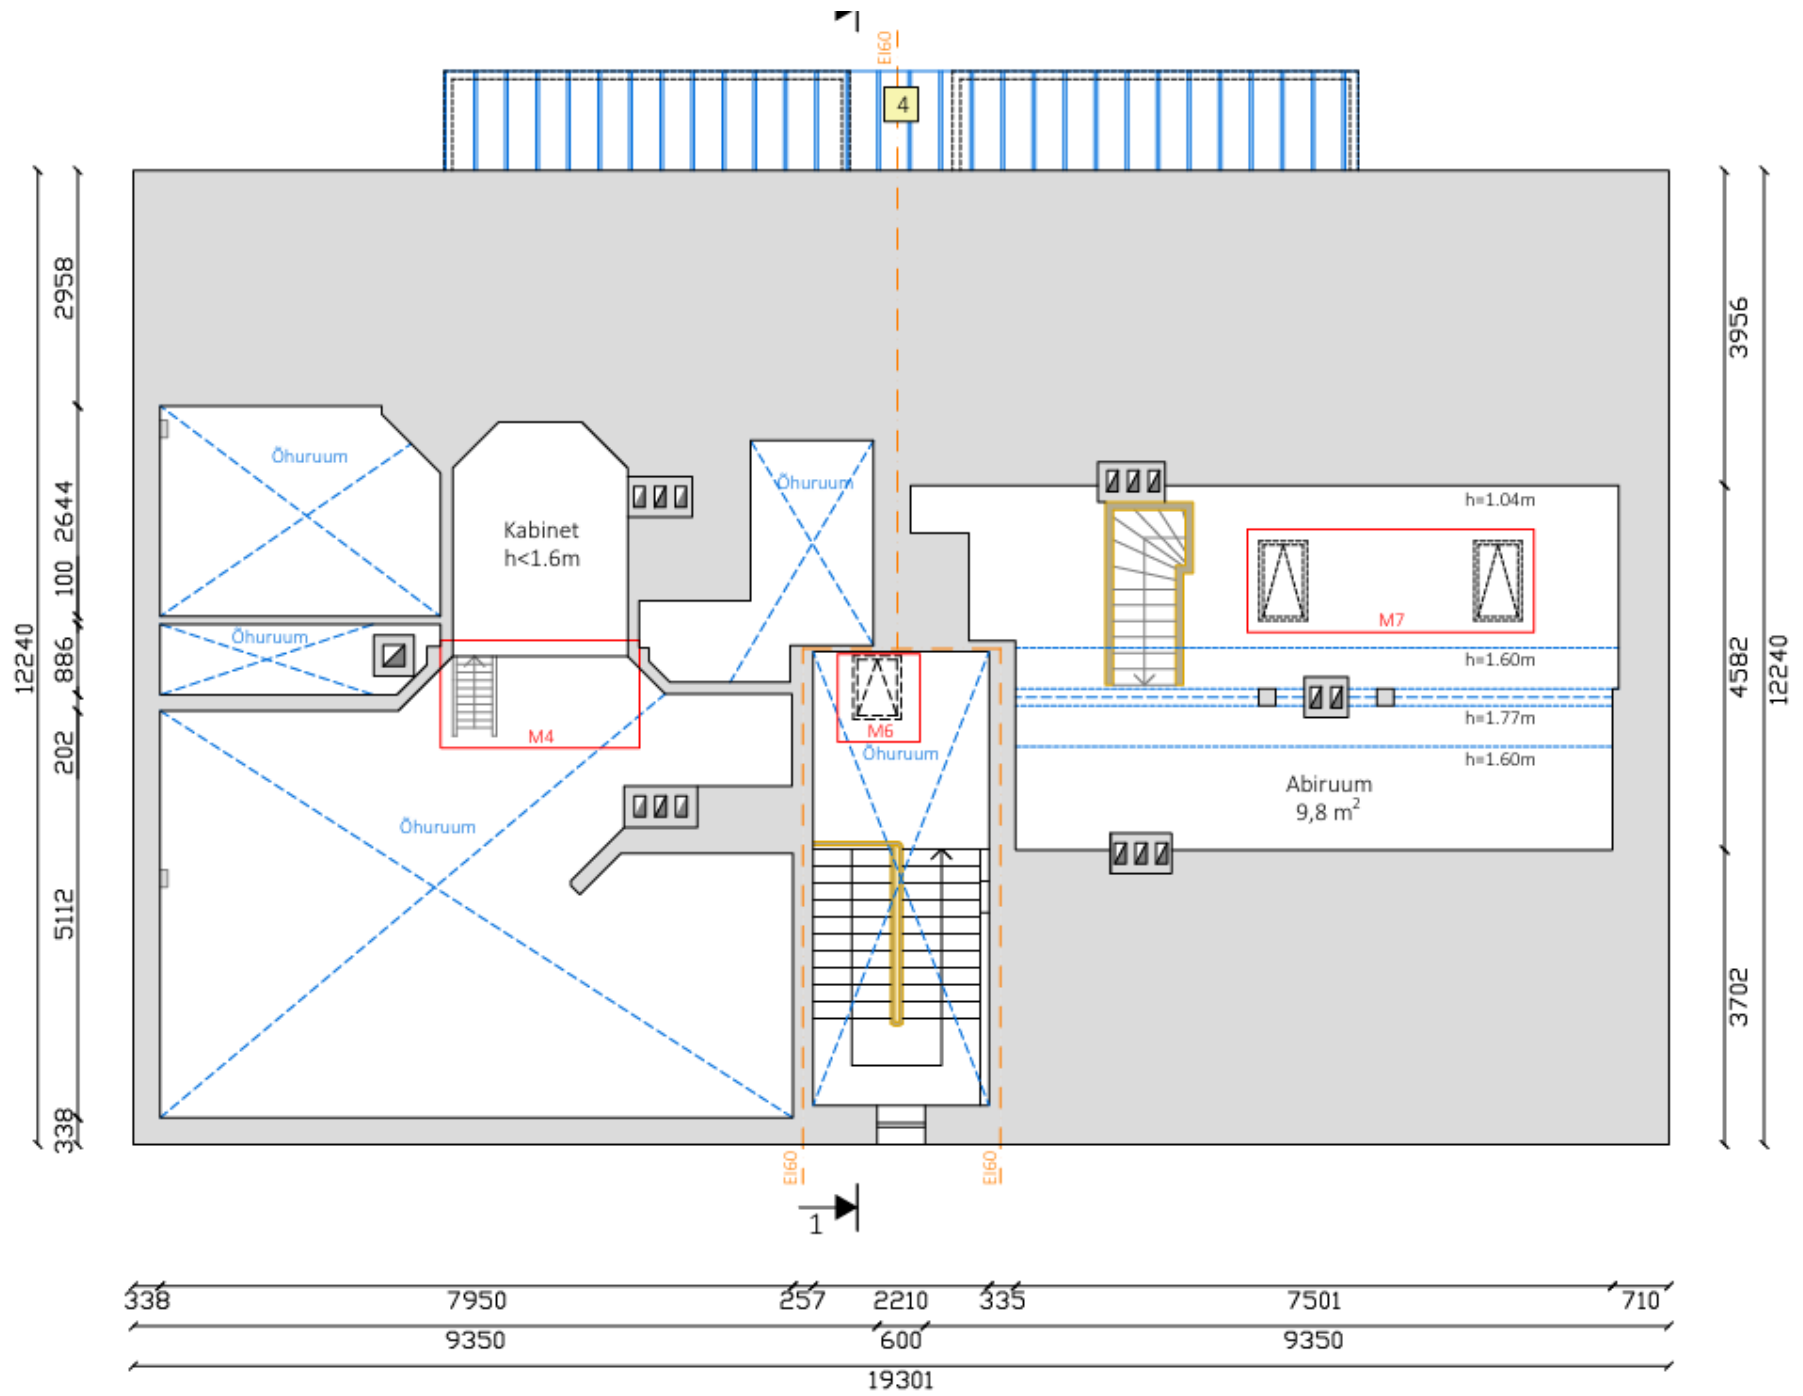 EI60
4
2958
2644
100
886
202
5112
338
12240
3956
4582
3702
12240
Õhuruum
Kabinet
h<1.6m
Õhuruum
Õhuruum
h=1.04m
M7
h=1.60m
M4
M6
Õhuruum
h=1.77m
h=1.60m
Abiruum
9,8 m²
Õhuruum
EI60
EI60
1
338
7950
257
2210
335
7501
710
9350
600
9350
19301